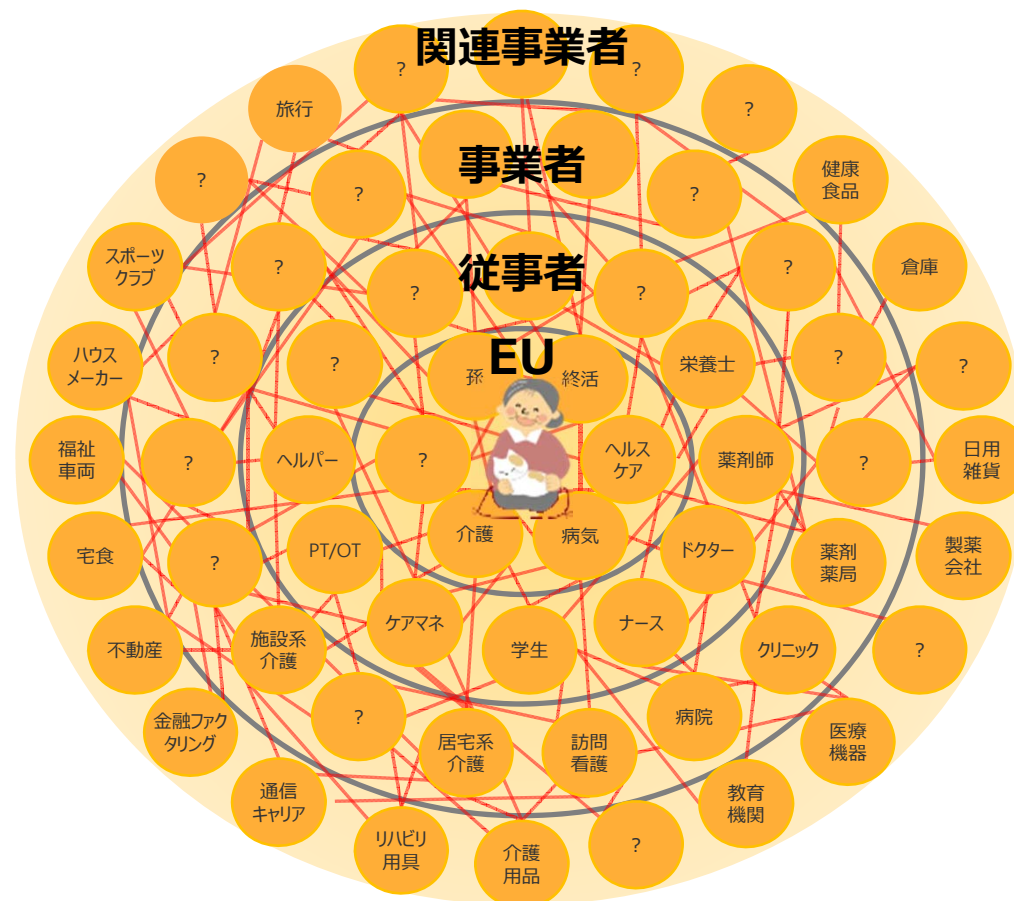 関連事業者
?
?
旅行
?
事業者
?
?
?
健康
食品
スポーツ
クラブ
?
従事者
?
倉庫
?
?
ハウス
メーカー
?
?
EU
孫
終活
栄養士
?
?
福祉
車両
?
ヘルパー
?
ヘルス
ケア
薬剤師
?
日用
雑貨
宅食
?
PT/OT
介護
病気
ドクター
薬剤
薬局
製薬
会社
不動産
施設系
介護
ケアマネ
学生
ナース
クリニック
?
金融ファク
タリング
?
居宅系
介護
訪問
看護
病院
医療
機器
通信
キャリア
リハビリ
用具
介護
用品
?
教育
機関